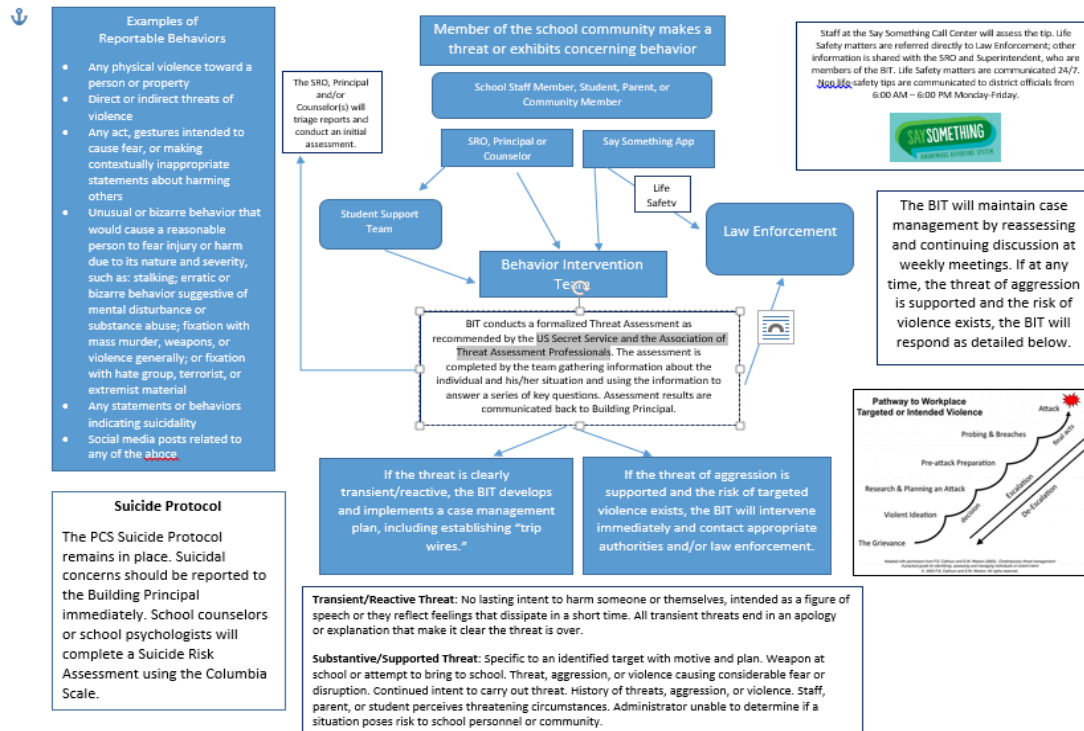 Examples of
Reportable Behaviors
Any physical violence toward a
person or property
Direct or indirect threats of
violence
Any act, gestures intended to
cause fear, or making
contextually inappropriate
statements about harming
others
Unusual or bizarre behavior that
would cause a reasonable
person to fear injury or harm
due to its nature and severity,
such as: stalking; erratic or
bizarre behavior suggestive of
mental disturbance or
substance abuse; fixation with
mass murder, weapons, or
violence generally; or fixation
with hate group, terrorist, or
extremist material
Any statements or behaviors
indicating suicidality
Social media posts related to
any of the aboce
Suicide Protocol
The PCS Suicide Protocol
remains in place. Suicidal
concerns should be reported to
the Building Principal
immediately. School counselors
or school psychologists will
complete a Suicide Risk
Assessment using the Columbia
Scale.
The SRO, Principal
and/or
Counselor(s) will
triage reports and
conduct an initial
assessment.
Member of the school community makes a
threat or exhibits concerning behavior
School Staff Member, Student, Parent, or
Community Member
SRO, Principal or
Counselor
Say Something App
Life
Safety
Student Support
Team
Law Enforcement
Behavior Intervention
Team
BIT conducts a formalized Threat Assessment as
recommended by the US Secret Service and the Association of
Threat Assessment Professionals. The assessment is
completed by the team gathering information about the
individual and his/her situation and using the information to
answer a series of key questions. Assessment results are
communicated back to Building Principal.
If the threat is clearly
transient/reactive, the BIT develops
and implements a case management
plan, including establishing “trip
wires.”
If the threat of aggression is
supported and the risk of targeted
violence exists, the BIT will intervene
immediately and contact appropriate
authorities and/or law enforcement.
Transient/Reactive Threat: No lasting intent to harm someone or themselves, intended as a figure of
speech or they reflect feelings that dissipate in a short time. All transient threats end in an apology
or explanation that make it clear the threat is over.
Substantive/Supported Threat: Specific to an identified target with motive and plan. Weapon at
school or attempt to bring to school. Threat, aggression, or violence causing considerable fear or
disruption. Continued intent to carry out threat. History of threats, aggression, or violence. Staff,
parent, or student perceives threatening circumstances. Administrator unable to determine if a
situation poses risk to school personnel or community.
Staff at the Say Something Call Center will assess the tip. Life
Safety matters are referred directly to Law Enforcement; other
information is shared with the SRO and Superintendent, who are
members of the BIT. Life Safety matters are communicated 24/7.
Non life-safety tips are communicated to district officials from
6:00 AM – 6:00 PM Monday-Friday.
SAY SOMETHING
ANONYMOUS REPORTING SYSTEM
The BIT will maintain case
management by reassessing
and continuing discussion at
weekly meetings. If at any
time, the threat of aggression
is supported and the risk of
violence exists, the BIT will
respond as detailed below.
Pathway to Workplace
Targeted or Intended Violence
Attack
Probing & Breaches
Pre-attack Preparation
Research & Planning an Attack
Violent Ideation
The Grievance
decision
final acts
Escalation
De-Escalation